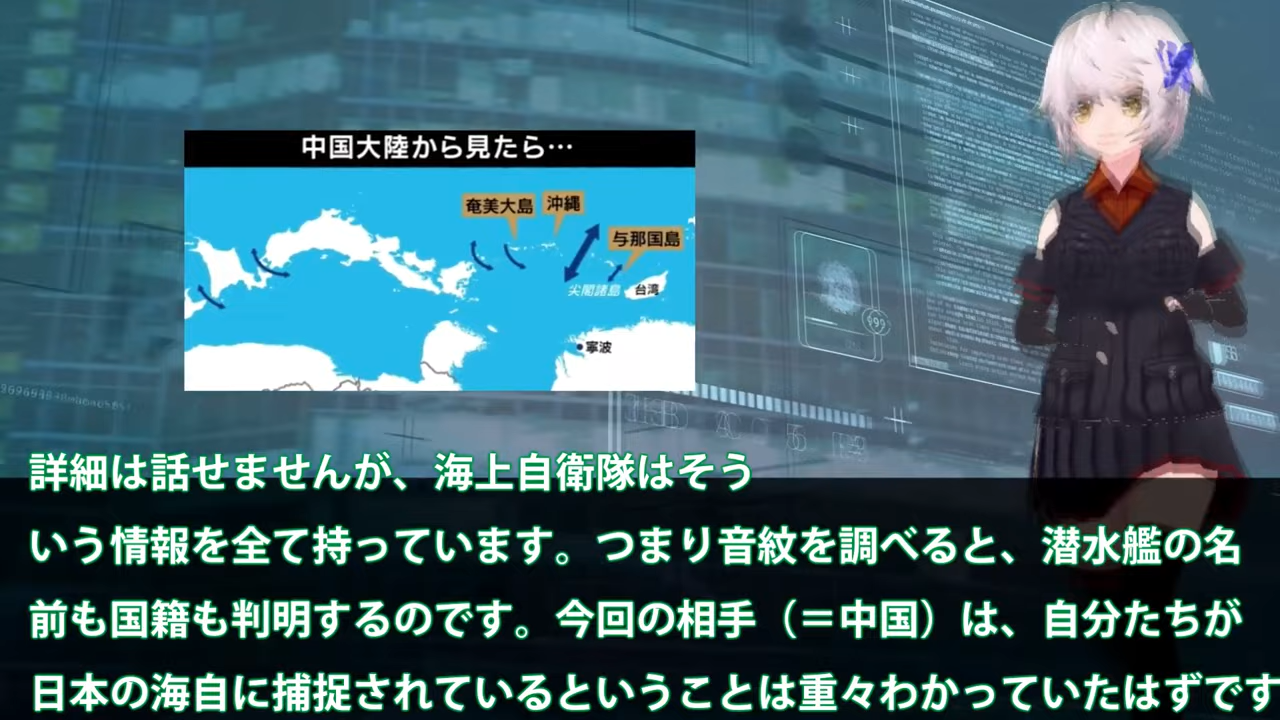 中国大陸から見たら…
奄美大島
沖縄
与那国島
尖閣諸島
台湾
寧波
詳細は話せませんが、海上自衛隊はそう
いう情報を全て持っています。つまり音紋を調べると、潜水艦の名
前も国籍も判明するのです。今回の相手（＝中国）は、自分たちが
日本の海自に捕捉されているということは重々わかっていたはずです